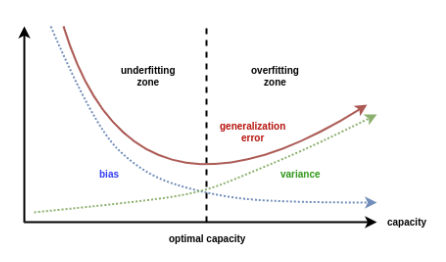 underfitting
zone
overfitting
zone
generalization
error
bias
variance
capacity
optimal capacity